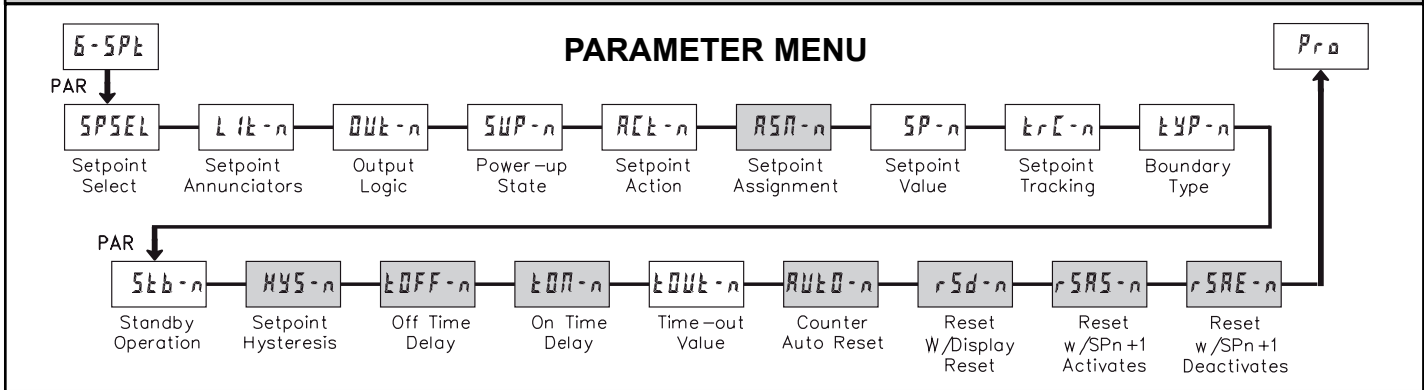 6-SPt
PARAMETER MENU
Pro
PAR
SPSEL
LIt-n
OUt-n
SUP-n
ACt-n
ASN-n
SP-n
trC-n
tYP-n
Setpoint Select
Setpoint Annunciators
Output Logic
Power-up State
Setpoint Action
Setpoint Assignment
Setpoint Value
Setpoint Tracking
Boundary Type
PAR
Stb-n
HYS-n
tOFF-n
tON-n
tOUt-n
AUtO-n
rSd-n
rSAS-n
rSAE-n
Standby Operation
Setpoint Hysteresis
Off Time Delay
On Time Delay
Time-out Value
Counter Auto Reset
Reset W/Display Reset
Reset w/SPn+1 Activates
Reset w/SPn+1 Deactivates